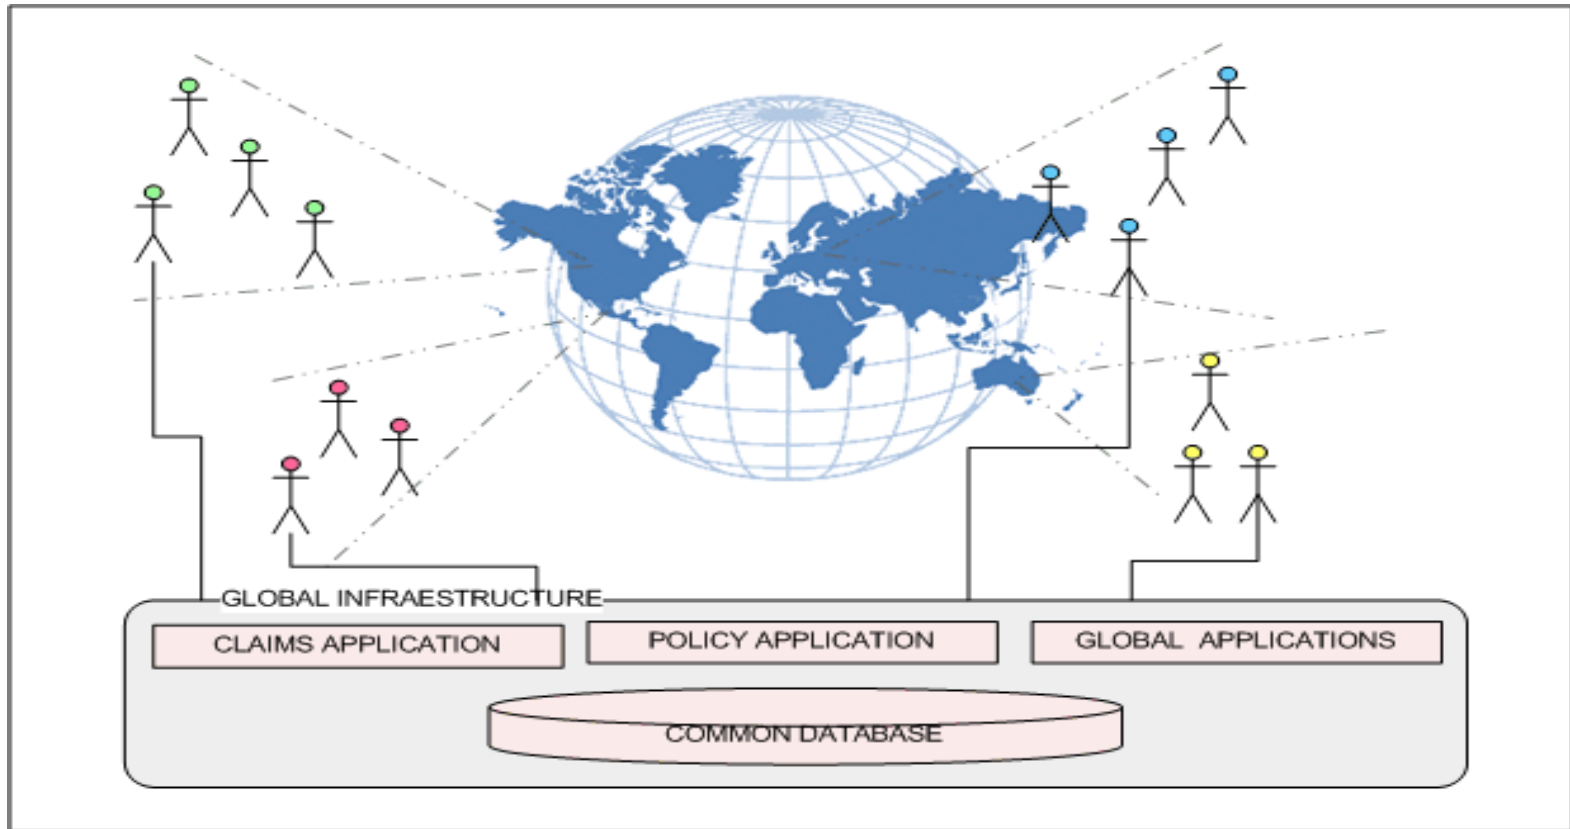 GLOBAL INFRAESTRUCTURE
CLAIMS APPLICATION
POLICY APPLICATION
GLOBAL APPLICATIONS
COMMON DATABASE